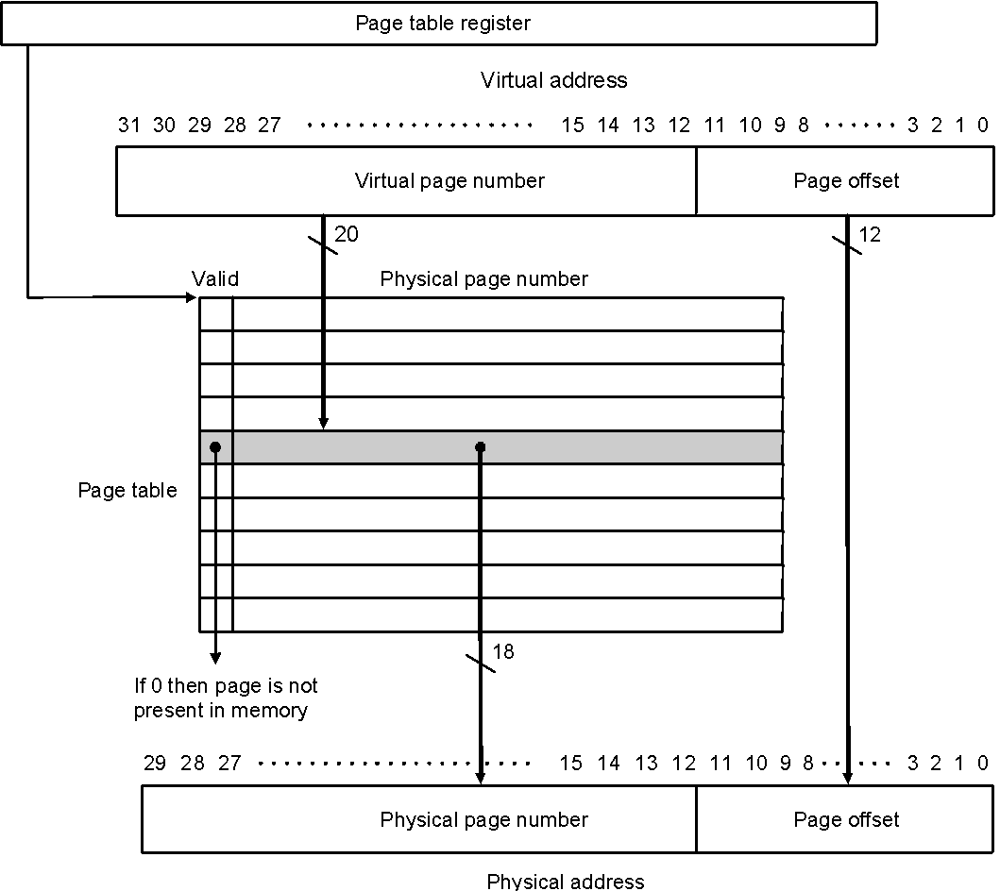 Page table register
Virtual address
31 30 29 28 27 ........................ 15 14 13 12 11 10 9 8 ...... 3 2 1 0
Virtual page number Page offset
20 12
Valid Physical page number
Page table
18
If 0 then page is not
present in memory
29 28 27 ........................ 15 14 13 12 11 10 9 8 ...... 3 2 1 0
Physical page number Page offset
Physical address